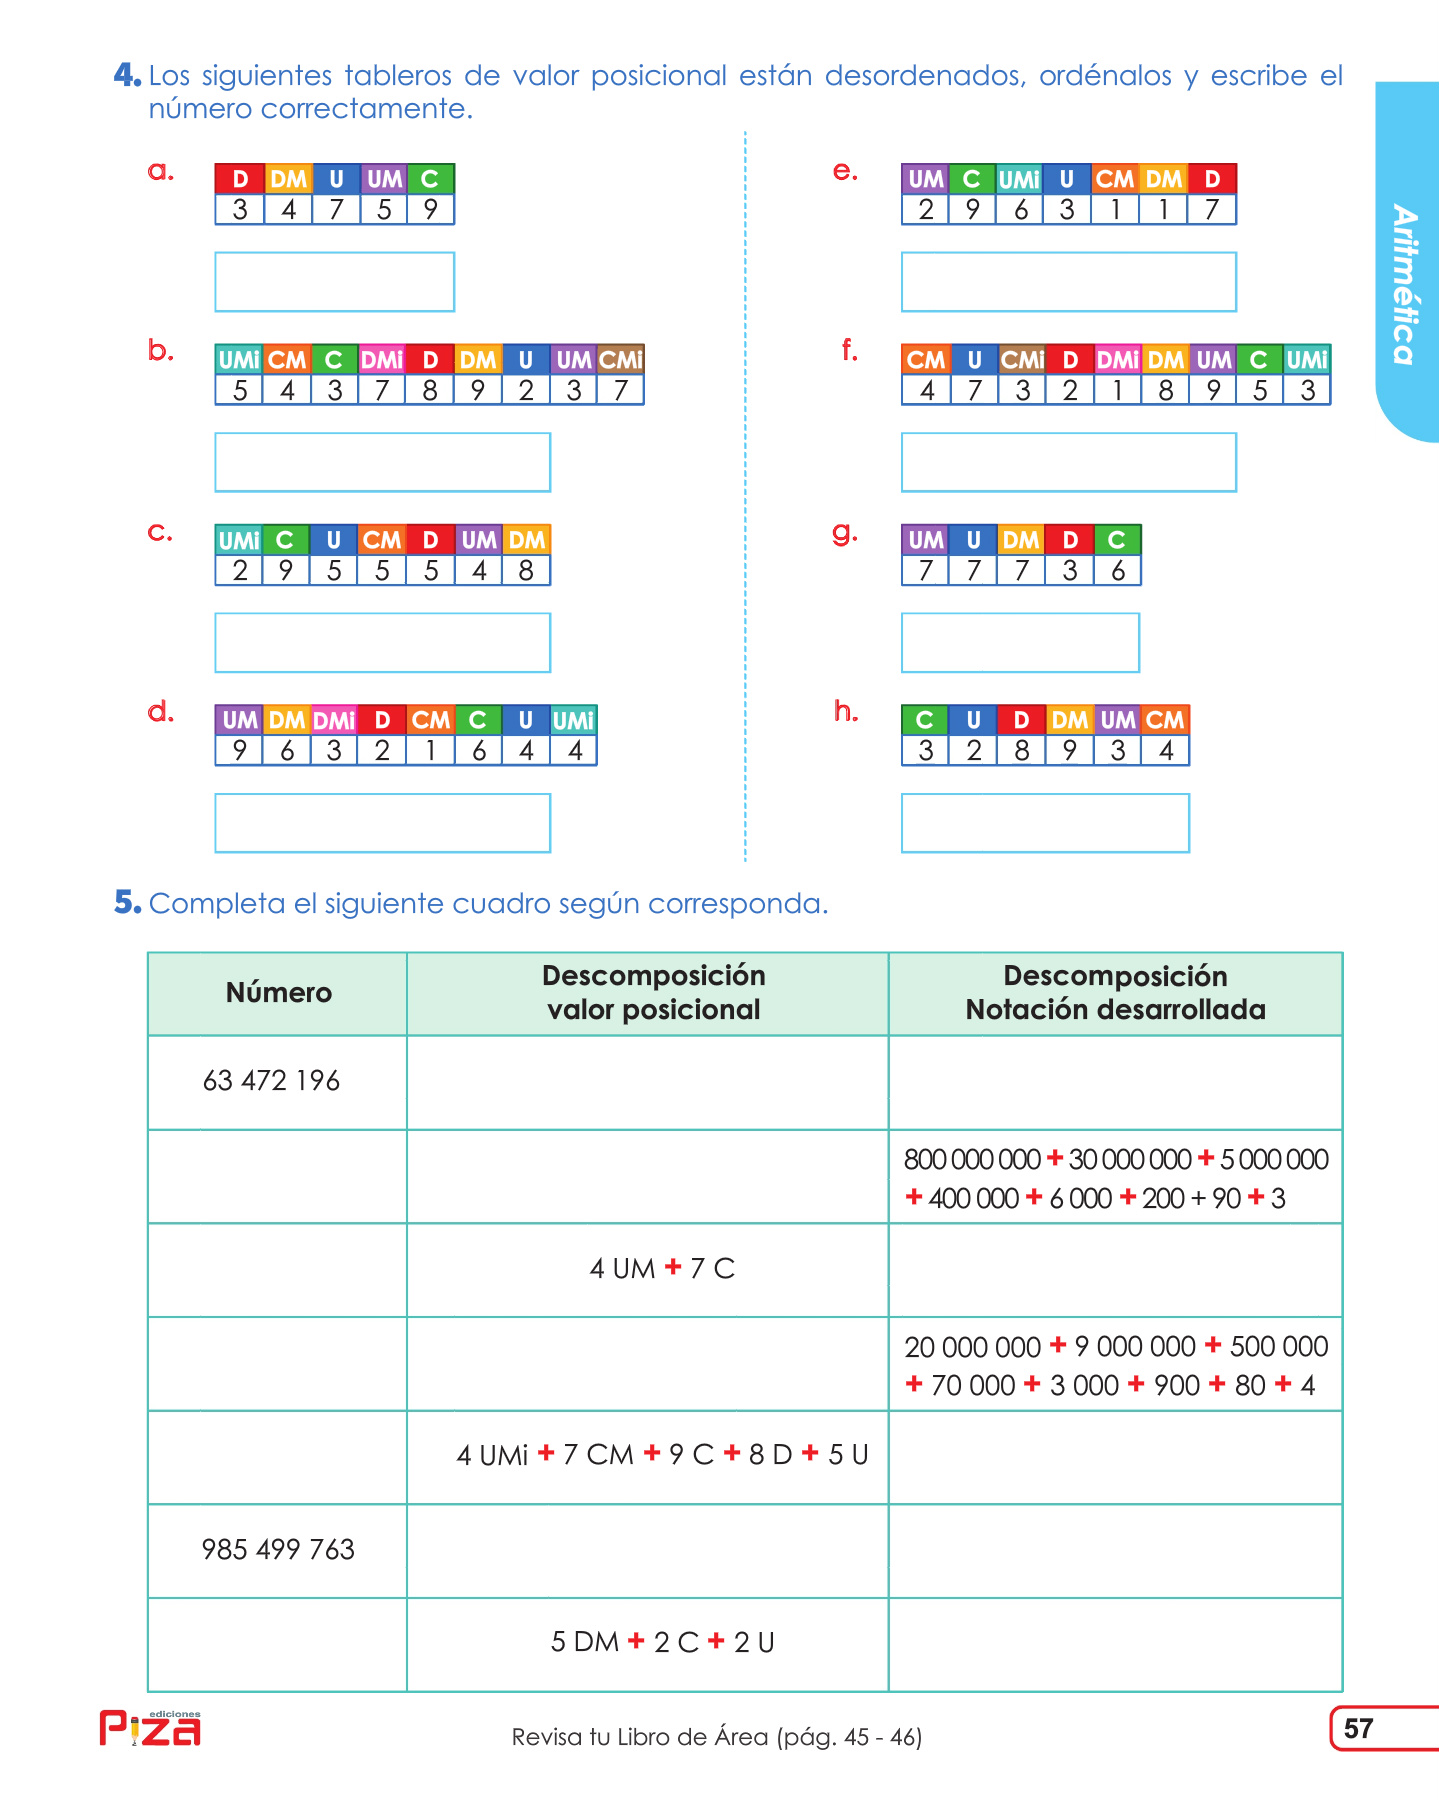 4. Los siguientes tableros de valor posicional están desordenados, ordénalos y escribe el
número correctamente.
a.
D DM U UM C
3 4 7 5 9
b.
UMi CM C DMi D DM U UM CMi
5 4 3 7 8 9 2 3 7
c.
UMi C U CM D UM DM
2 9 5 5 5 4 8
d.
UM DM DMi D CM C U UMi
9 6 3 2 1 6 4 4
e.
UM C UMi U CM DM D
2 9 6 3 1 1 7
f.
CM U CMi D DMi DM UM C UMi
4 7 3 2 1 8 9 5 3
g.
UM U DM D C
7 7 7 3 6
h.
C U D DM UM CM
3 2 8 9 3 4
Aritmética
5. Completa el siguiente cuadro según corresponda.
Número
Descomposición
valor posicional
Descomposición
Notación desarrollada
63 472 196
800 000 000 + 30 000 000 + 5 000 000
+ 400 000 + 6 000 + 200 + 90 + 3
4 UM + 7 C
20 000 000 + 9 000 000 + 500 000
+ 70 000 + 3 000 + 900 + 80 + 4
4 UMi + 7 CM + 9 C + 8 D + 5 U
985 499 763
5 DM + 2 C + 2 U
ediciones
Piza
Revisa tu Libro de Área (pág. 45 - 46)
57